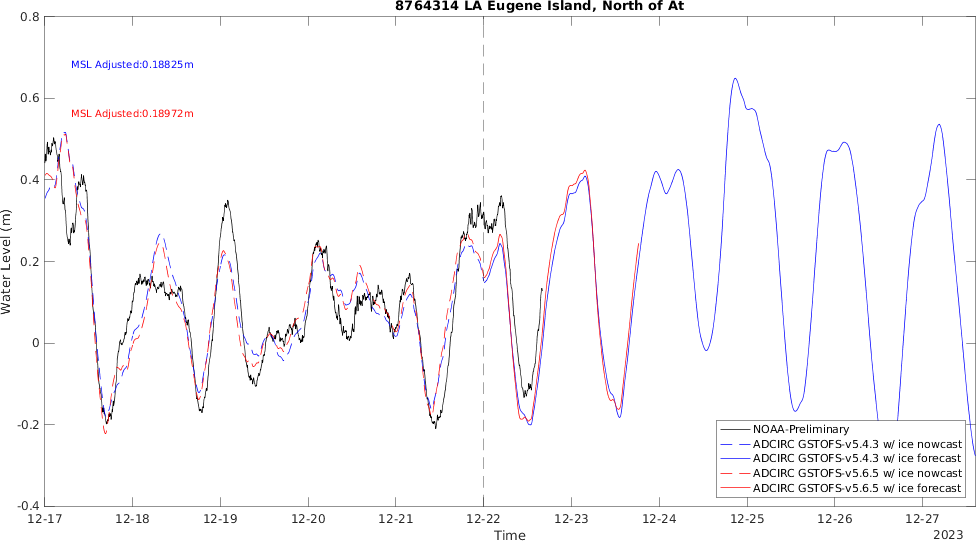 8764314 LA Eugene Island, North of At
0.8
0.6
0.4
0.2
0
-0.2
-0.4
Water Level (m)
MSL Adjusted:0.18825m
MSL Adjusted:0.18972m
NOAA-Preliminary
ADCIRC GSTOFS-v5.4.3 w/ ice nowcast
ADCIRC GSTOFS-v5.4.3 w/ ice forecast
ADCIRC GSTOFS-v5.6.5 w/ ice nowcast
ADCIRC GSTOFS-v5.6.5 w/ ice forecast
12-17 12-18 12-19 12-20 12-21 12-22 12-23 12-24 12-25 12-26 12-27
Time
2023